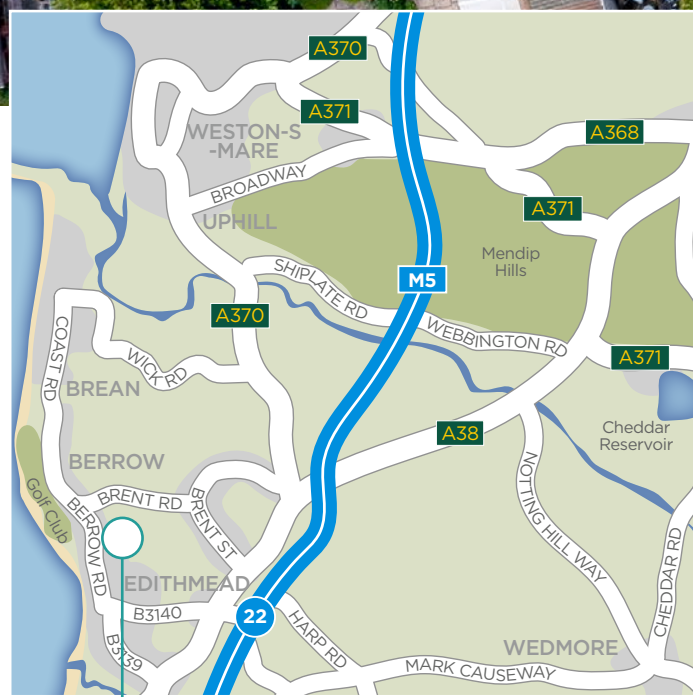 A370
A371
A368
WESTON-S
-MARE
BROADWAY
A371
UPHILL
Mendip
Hills
SHIPLATE RD
M5
A370
WEBBINGTON RD
A371
COAST RD
WICK RD
BREAN
A38
Cheddar
Reservoir
BERROW
Golf Club
BRENT RD
BRENT ST
NOTTING HILL WAY
BERROW RD
CHEDDAR RD
EDITHMEAD
B3140
22
HARP RD
B3139
WEDMORE
MARK CAUSEWAY